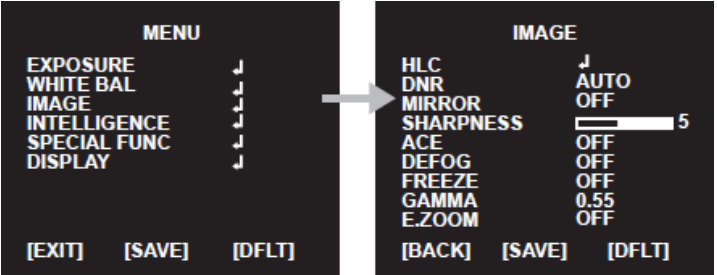 MENU
EXPOSURE ↲
WHITE BAL ↲
IMAGE ↲
INTELLIGENCE ↲
SPECIAL FUNC ↲
DISPLAY ↲
[EXIT] [SAVE] [DFLT]
IMAGE
HLC ↲
DNR AUTO
MIRROR OFF
SHARPNESS 5
ACE OFF
DEFOG OFF
FREEZE OFF
GAMMA 0.55
E.ZOOM OFF
[BACK] [SAVE] [DFLT]